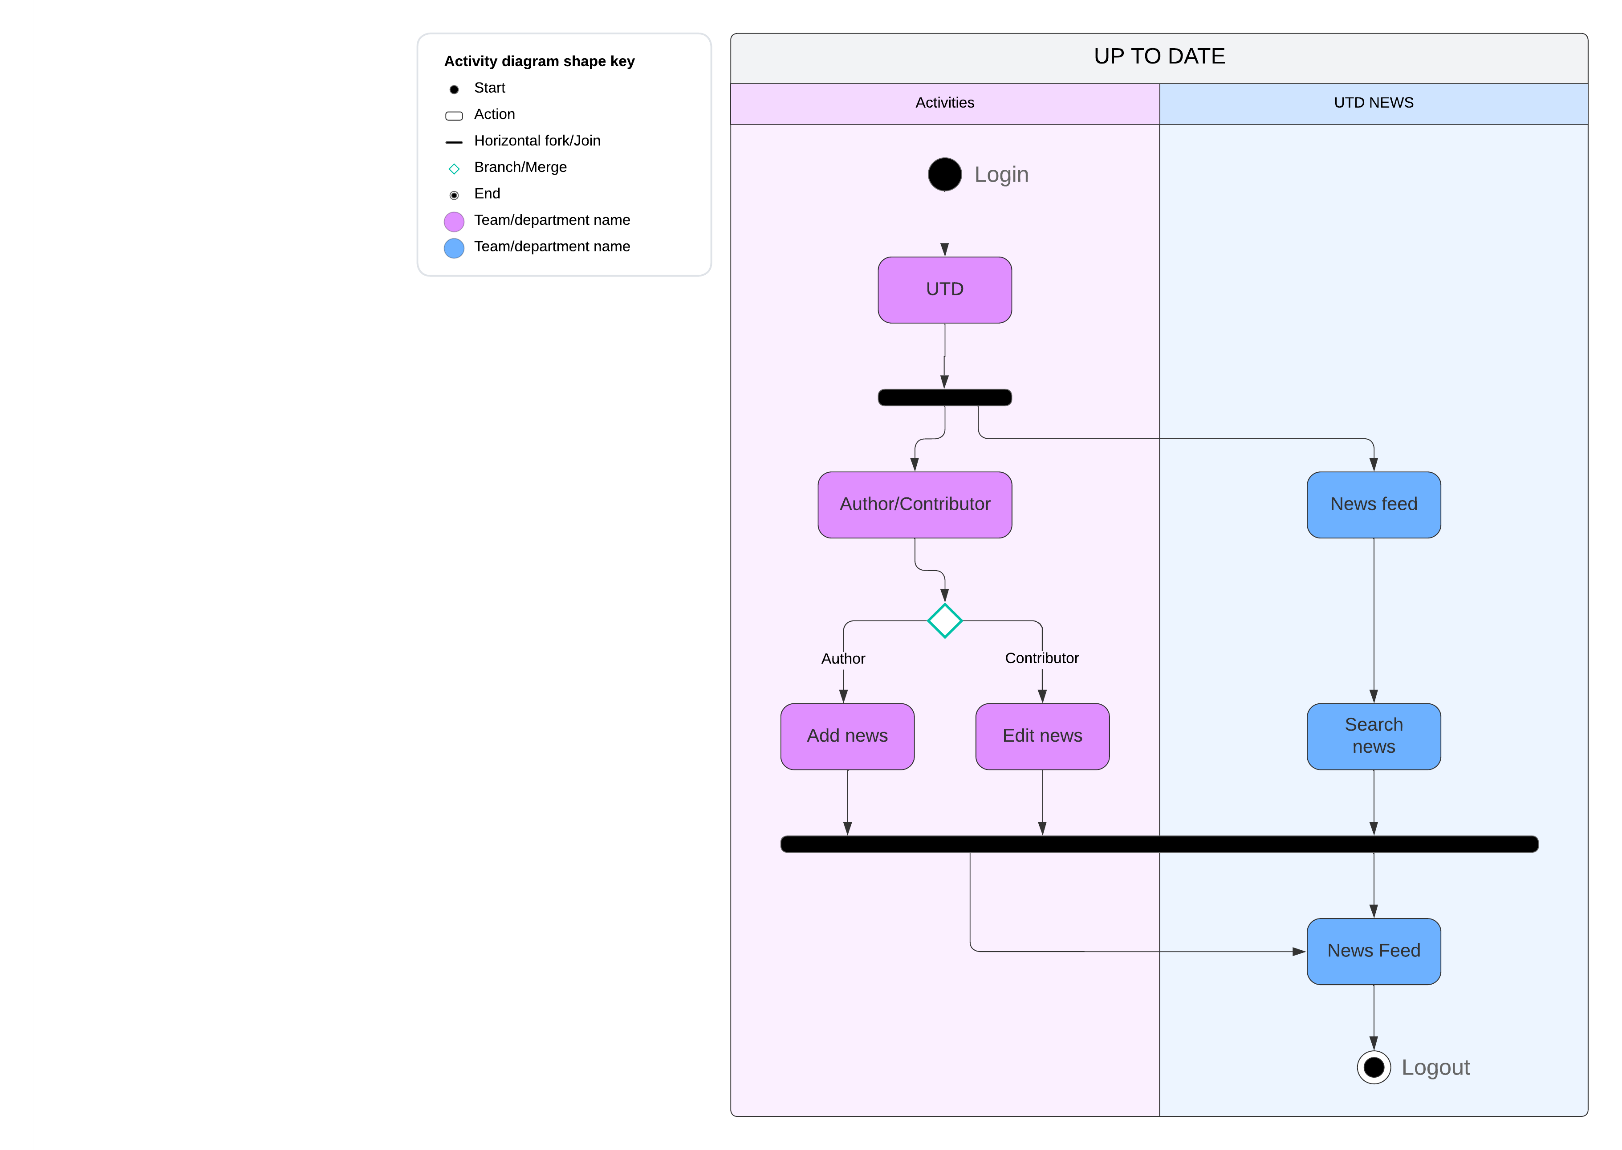 Activity diagram shape key
Start
Action
Horizontal fork/Join
Branch/Merge
End
Team/department name
Team/department name
UP TO DATE
Activities
UTD NEWS
Login
UTD
Author/Contributor
News feed
Author
Contributor
Add news
Edit news
Search
news
News Feed
Logout